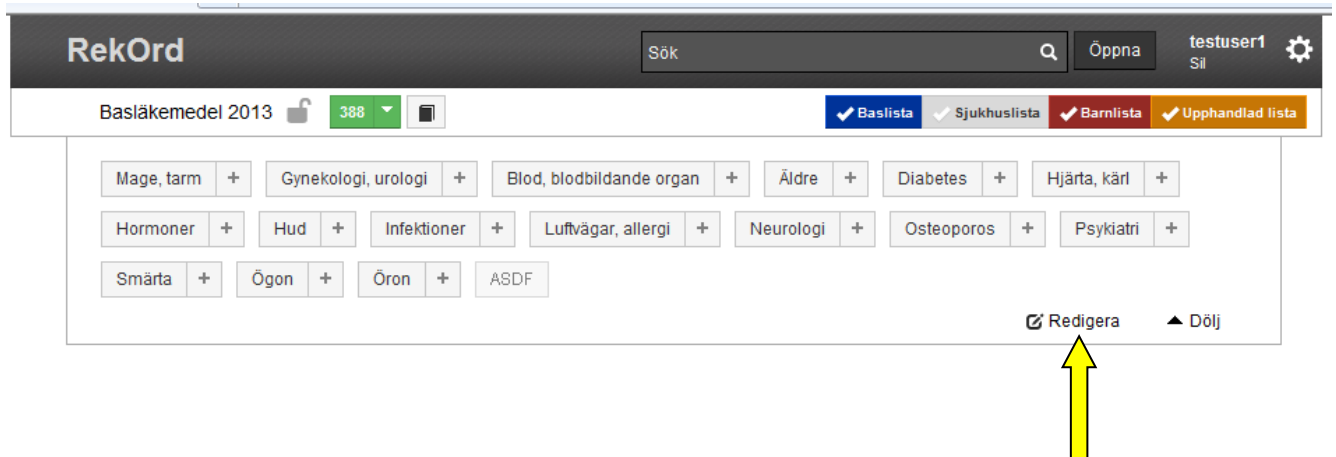 RekOrd Sök Öppna testuser1
Sil
Basläkemedel 2013 388 Baslista Sjukhuslista Barnlista Upphandlad lista
Mage, tarm + Gynekologi, urologi + Blod, blodbildande organ + Äldre + Diabetes + Hjärta, kärl +
Hormoner + Hud + Infektioner + Luftvägar, allergi + Neurologi + Osteoporos + Psykiatri +
Smärta + Ögon + Öron + ASDF
Redigera Dölj